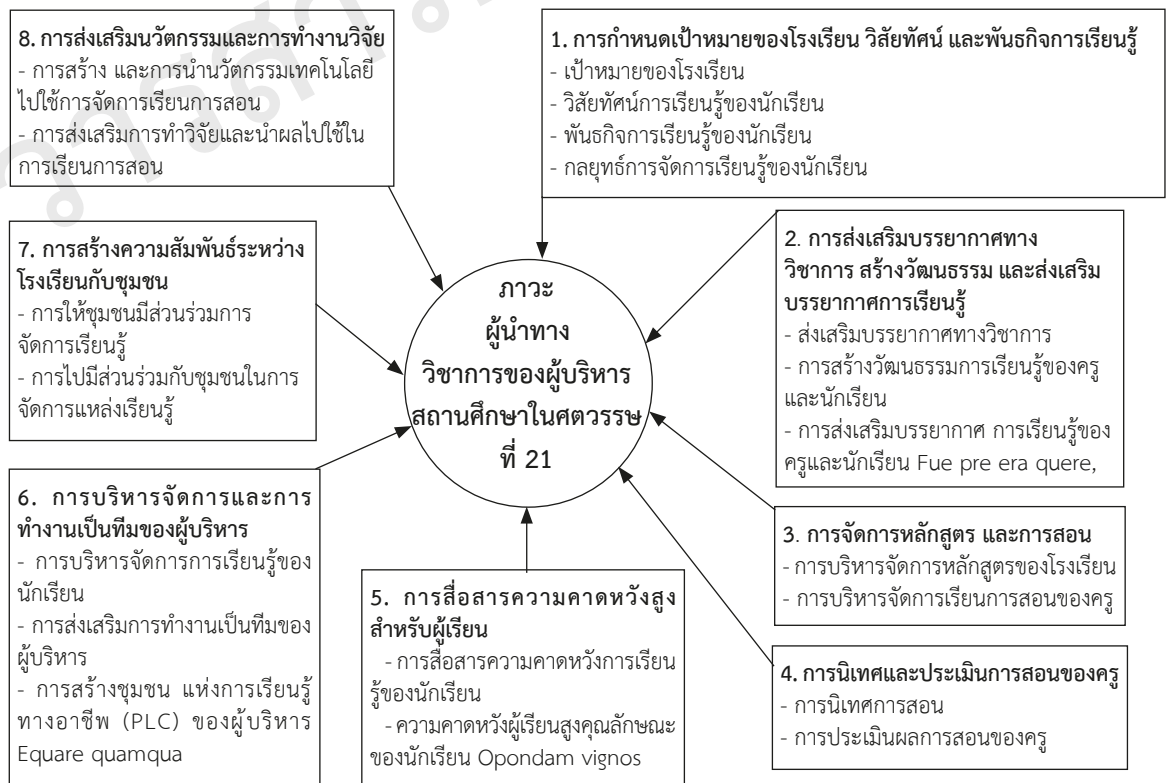 8. การส่งเสริมนวัตกรรมและการทำงานวิจัย
- การสร้าง และการนำนวัตกรรมเทคโนโลยี
ไปใช้การจัดการเรียนการสอน
- การส่งเสริมการทำวิจัยและนำผลไปใช้ใน
การเรียนการสอน
1. การกำหนดเป้าหมายของโรงเรียน วิสัยทัศน์ และพันธกิจการเรียนรู้
- เป้าหมายของโรงเรียน
- วิสัยทัศน์การเรียนรู้ของนักเรียน
- พันธกิจการเรียนรู้ของนักเรียน
- กลยุทธ์การจัดการเรียนรู้ของนักเรียน
7. การสร้างความสัมพันธ์ระหว่าง
โรงเรียนกับชุมชน
- การให้ชุมชนมีส่วนร่วมการ
จัดการเรียนรู้
- การไปมีส่วนร่วมกับชุมชนในการ
จัดการแหล่งเรียนรู้
ภาวะ
ผู้นำทาง
วิชาการของผู้บริหาร
สถานศึกษาในศตวรรษ
ที่ 21
2. การส่งเสริมบรรยากาศทาง
วิชาการ สร้างวัฒนธรรม และส่งเสริม
บรรยากาศการเรียนรู้
- ส่งเสริมบรรยากาศทางวิชาการ
- การสร้างวัฒนธรรมการเรียนรู้ของครู
และนักเรียน
- การส่งเสริมบรรยากาศ การเรียนรู้ของ
ครูและนักเรียน Fue pre era quere,
6. การบริหารจัดการและการ
ทำงานเป็นทีมของผู้บริหาร
- การบริหารจัดการการเรียนรู้ของ
นักเรียน
- การส่งเสริมการทำงานเป็นทีมของ
ผู้บริหาร
- การสร้างชุมชน แห่งการเรียนรู้
ทางอาชีพ (PLC) ของผู้บริหาร
Equare quamqua
5. การสื่อสารความคาดหวังสูง
สำหรับผู้เรียน
- การสื่อสารความคาดหวังการเรียน
รู้ของนักเรียน
- ความคาดหวังผู้เรียนสูงคุณลักษณะ
ของนักเรียน Opondam vignos
3. การจัดการหลักสูตร และการสอน
- การบริหารจัดการหลักสูตรของโรงเรียน
- การบริหารจัดการเรียนการสอนของครู
4. การนิเทศและประเมินการสอนของครู
- การนิเทศการสอน
- การประเมินผลการสอนของครู